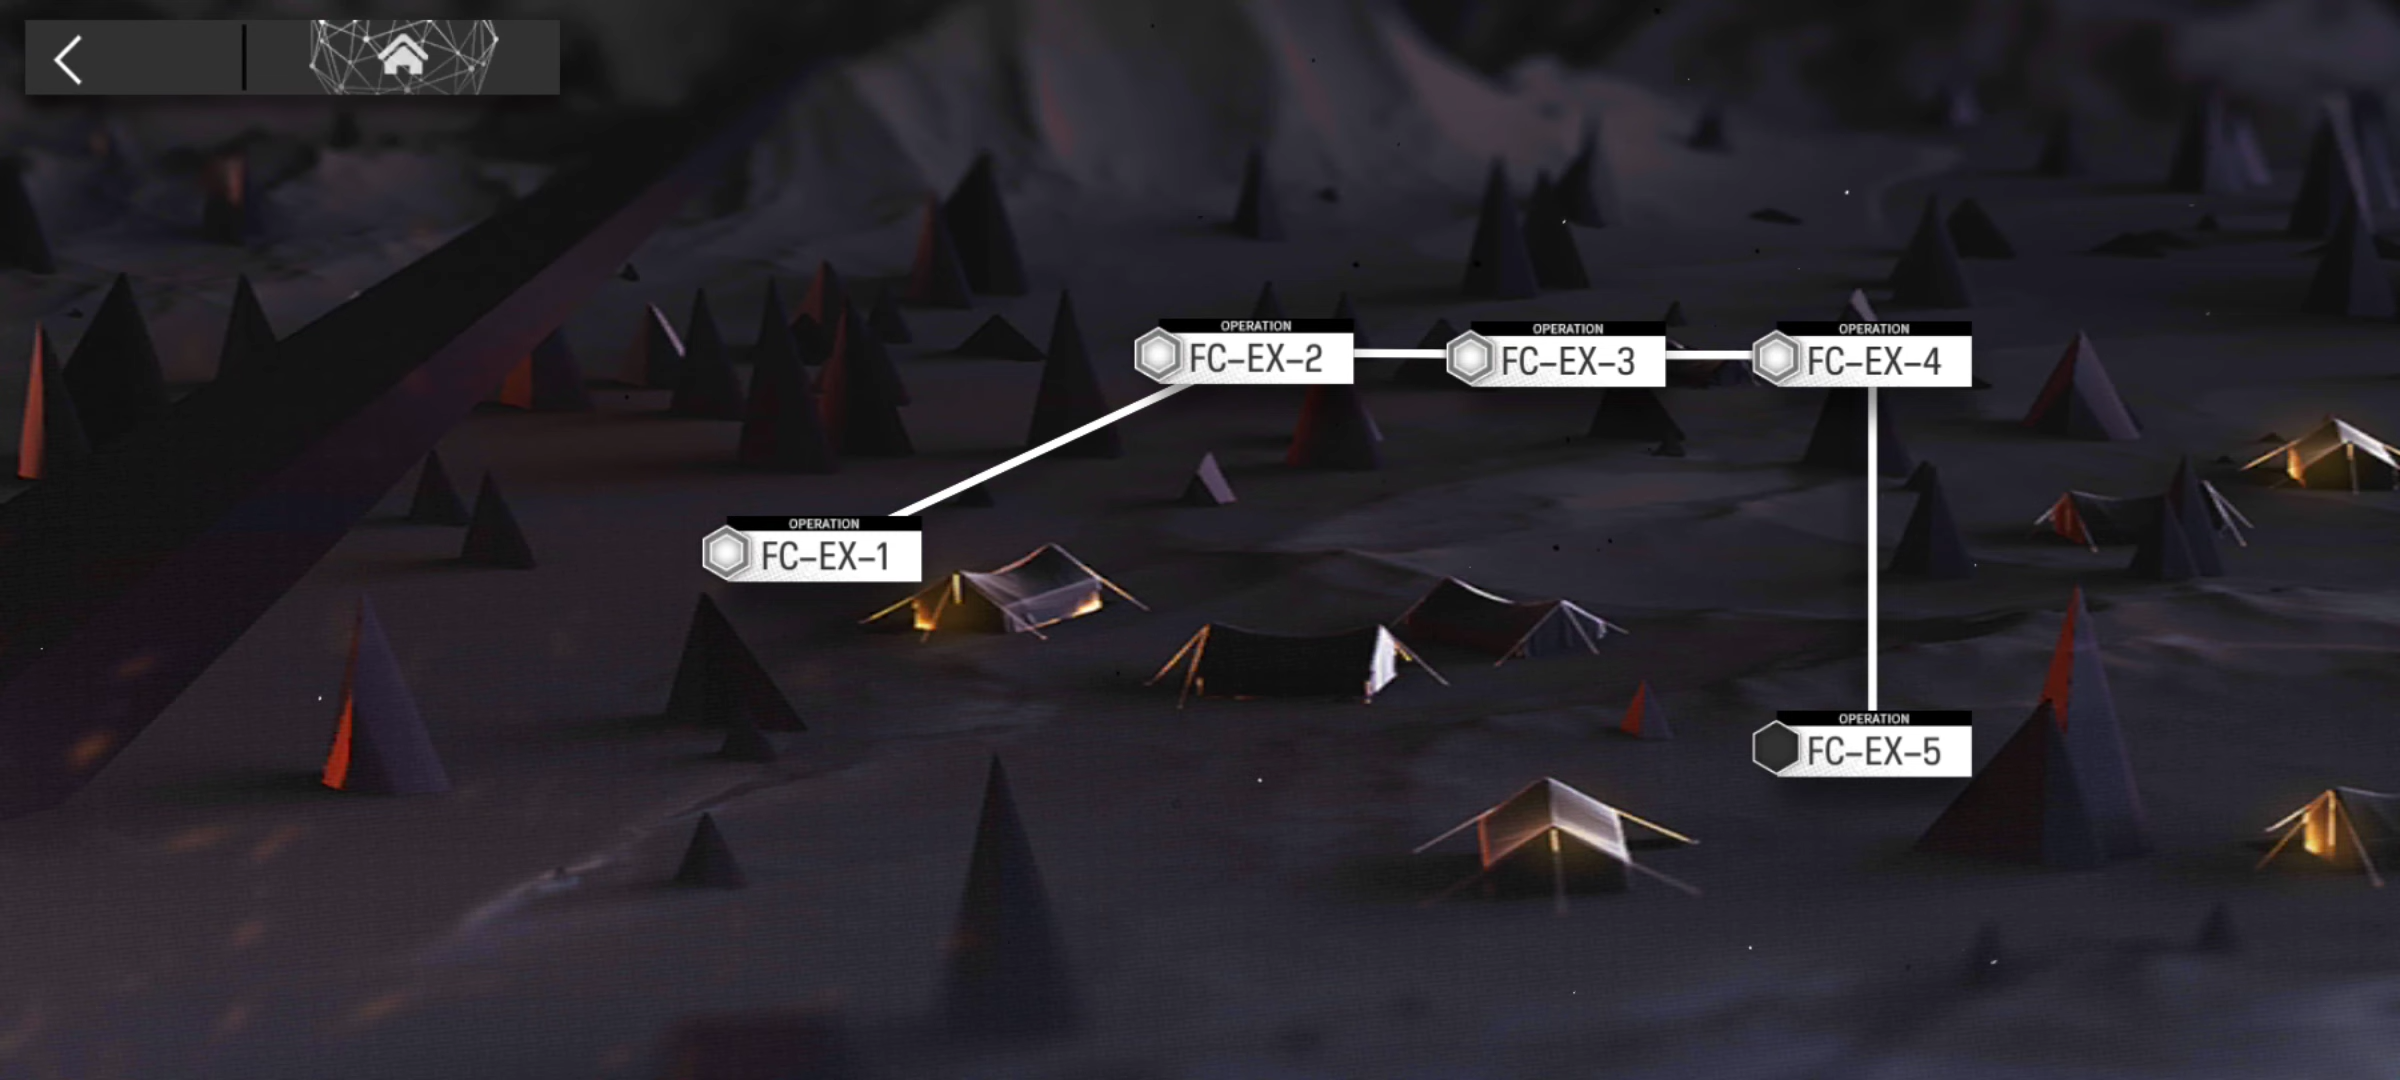 OPERATION
FC-EX-2
OPERATION
FC-EX-3
OPERATION
FC-EX-4
OPERATION
FC-EX-1
OPERATION
FC-EX-5